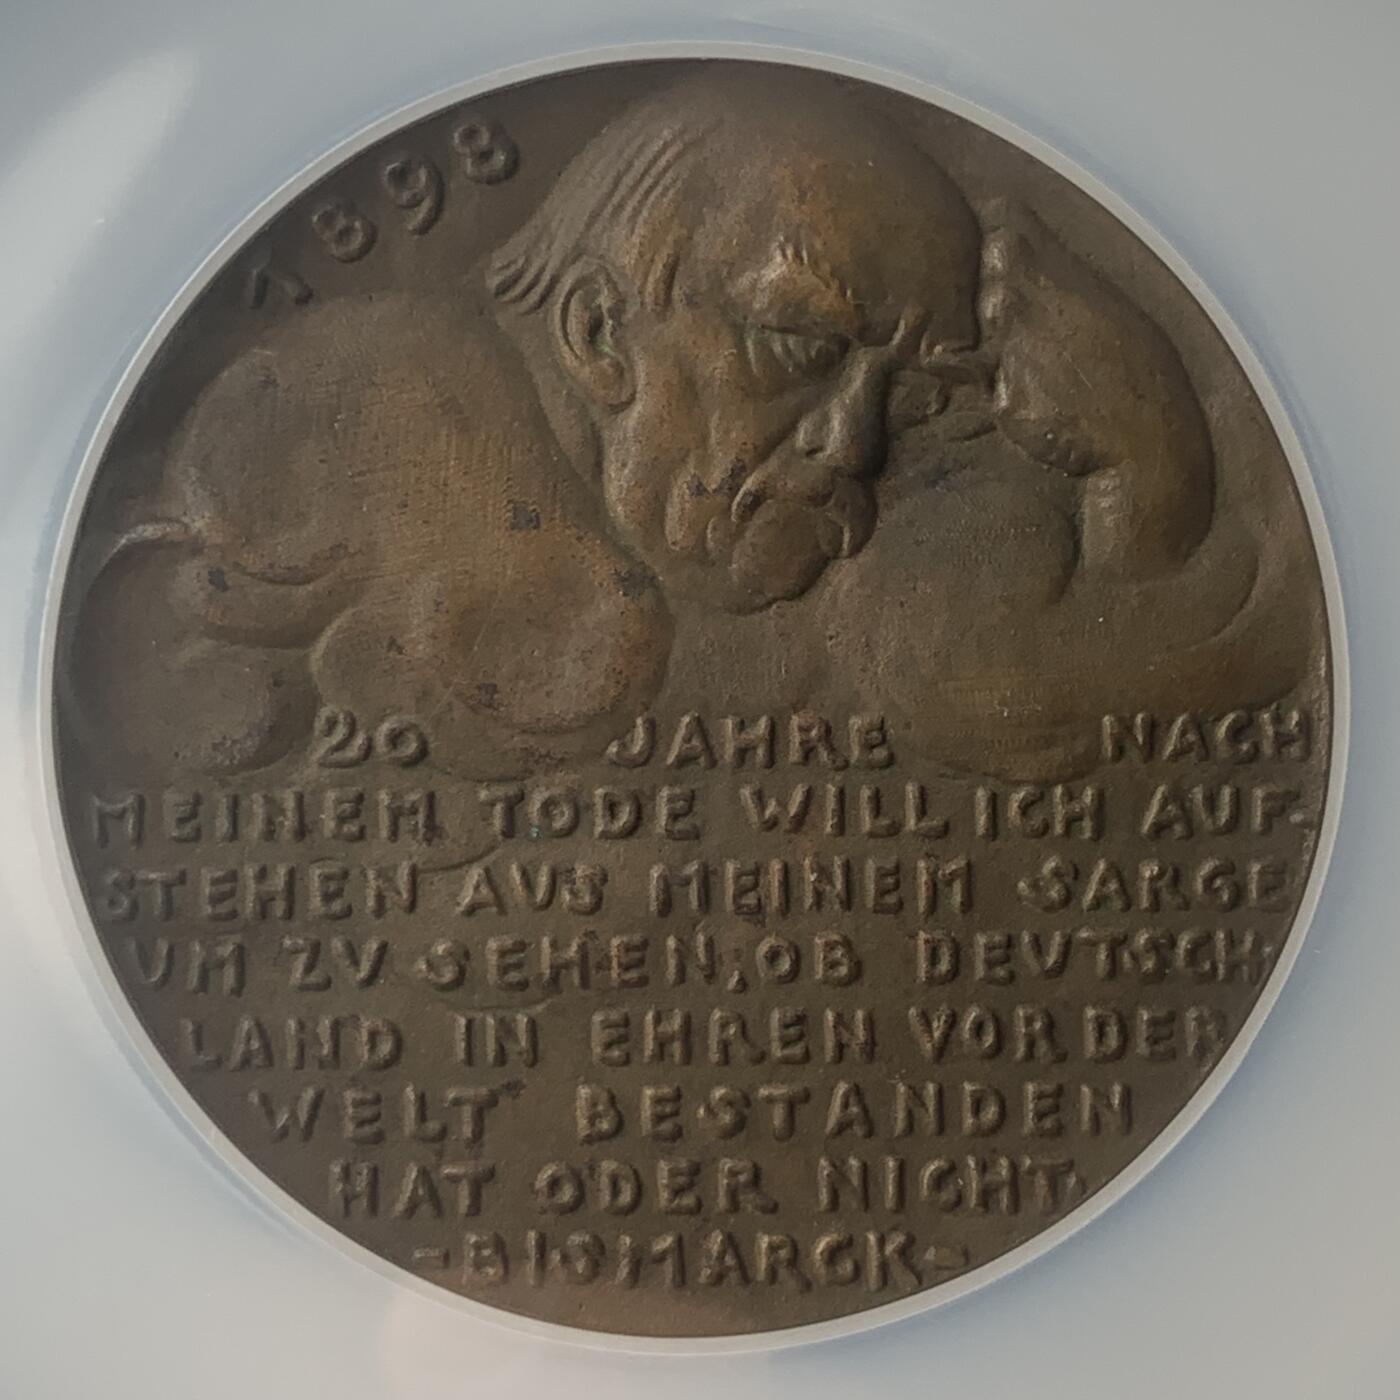 1898
20 JAHRE NACH
MEINEM TODE WILL ICH AUF-
STEHEN AVS MEINEM SARGE
VM ZV SEHEN, OB DEVTSCH-
LAND IN EHREN VOR DER
WELT BESTANDEN
HAT ODER NICHT.
-BISMARCK-